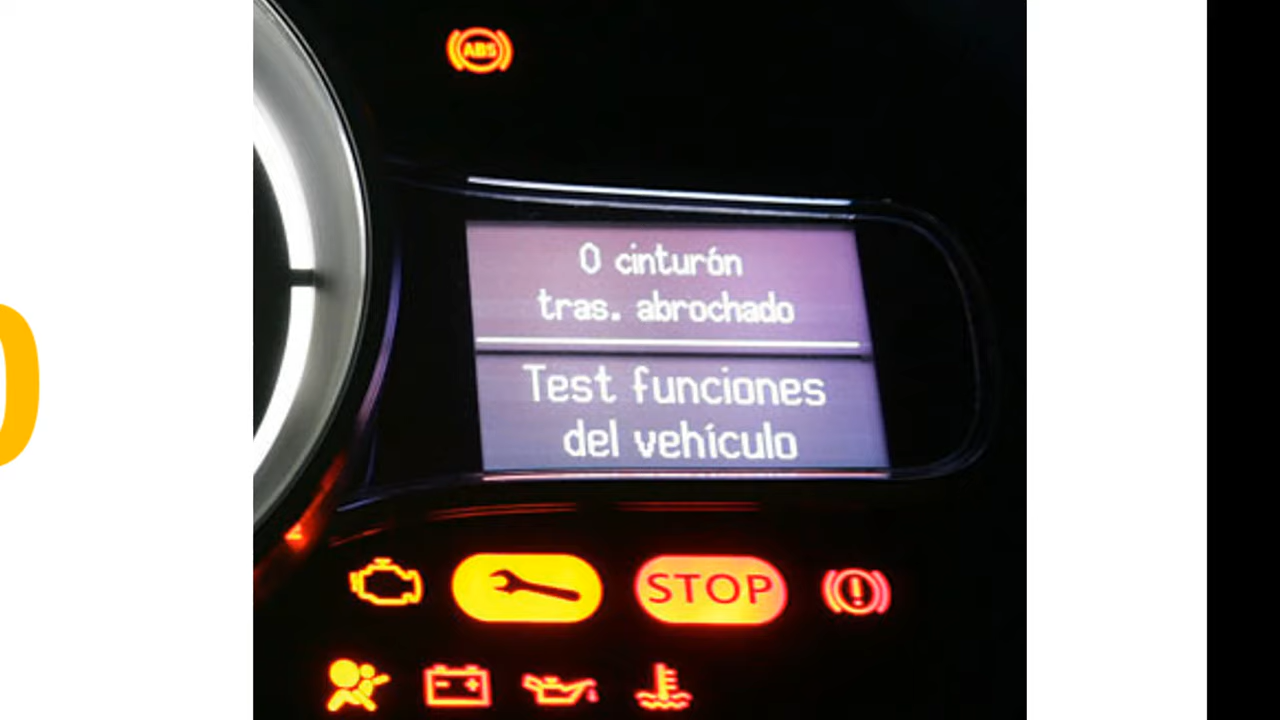 ABS
0 cinturón
tras. abrochado
Test funciones
del vehículo
STOP